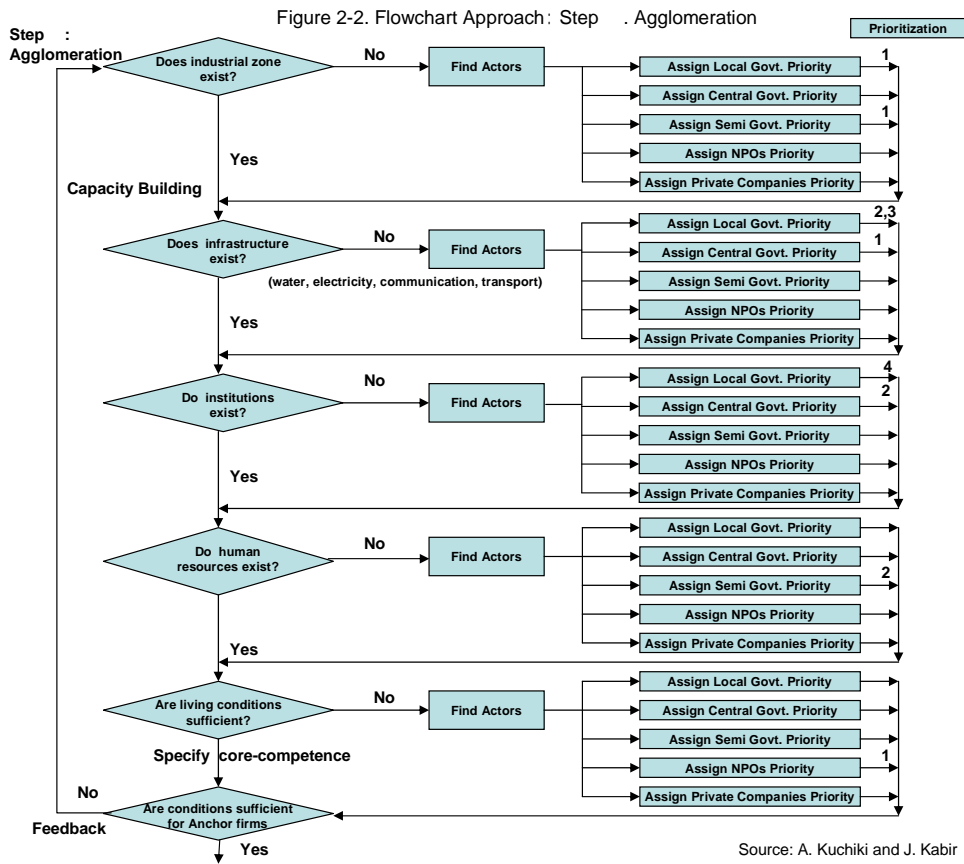 Figure 2-2. Flowchart Approach: Step . Agglomeration
Prioritization
Step :
Agglomeration
Does industrial zone
exist?
No
Find Actors
Assign Local Govt. Priority
1
Assign Central Govt. Priority
Assign Semi Govt. Priority
1
Assign NPOs Priority
Assign Private Companies Priority
Yes
Capacity Building
Does infrastructure
exist?
No
Find Actors
(water, electricity, communication, transport)
Assign Local Govt. Priority
2,3
Assign Central Govt. Priority
1
Assign Semi Govt. Priority
Assign NPOs Priority
Assign Private Companies Priority
Yes
Do institutions
exist?
No
Find Actors
Assign Local Govt. Priority
4
Assign Central Govt. Priority
2
Assign Semi Govt. Priority
Assign NPOs Priority
Assign Private Companies Priority
Yes
Do human
resources exist?
No
Find Actors
Assign Local Govt. Priority
Assign Central Govt. Priority
Assign Semi Govt. Priority
2
Assign NPOs Priority
Assign Private Companies Priority
Yes
Are living conditions
sufficient?
No
Find Actors
Assign Local Govt. Priority
Assign Central Govt. Priority
Assign Semi Govt. Priority
Assign NPOs Priority
1
Assign Private Companies Priority
Specify core-competence
No
Feedback
Are conditions sufficient
for Anchor firms
Yes
Source: A. Kuchiki and J. Kabir